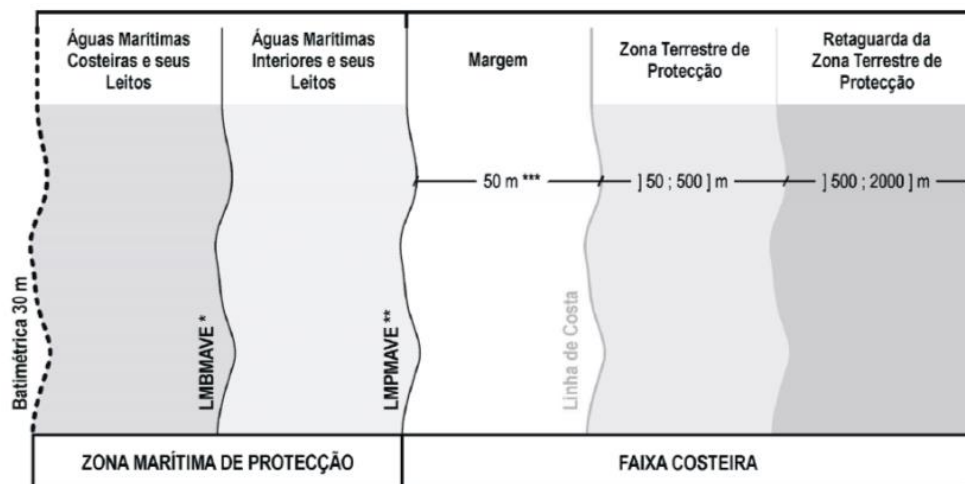 Águas Marítimas
Costeiras e seus
Leitos
Águas Marítimas
Interiores e seus
Leitos
Margem
Zona Terrestre de
Protecção
Retaguarda da
Zona Terrestre de
Protecção
50 m ***
] 50 ; 500 ] m
] 500 ; 2000 ] m
Batimétrica 30 m
LMBMAVE *
LMPMAVE **
Linha de Costa
ZONA MARÍTIMA DE PROTECÇÃO
FAIXA COSTEIRA